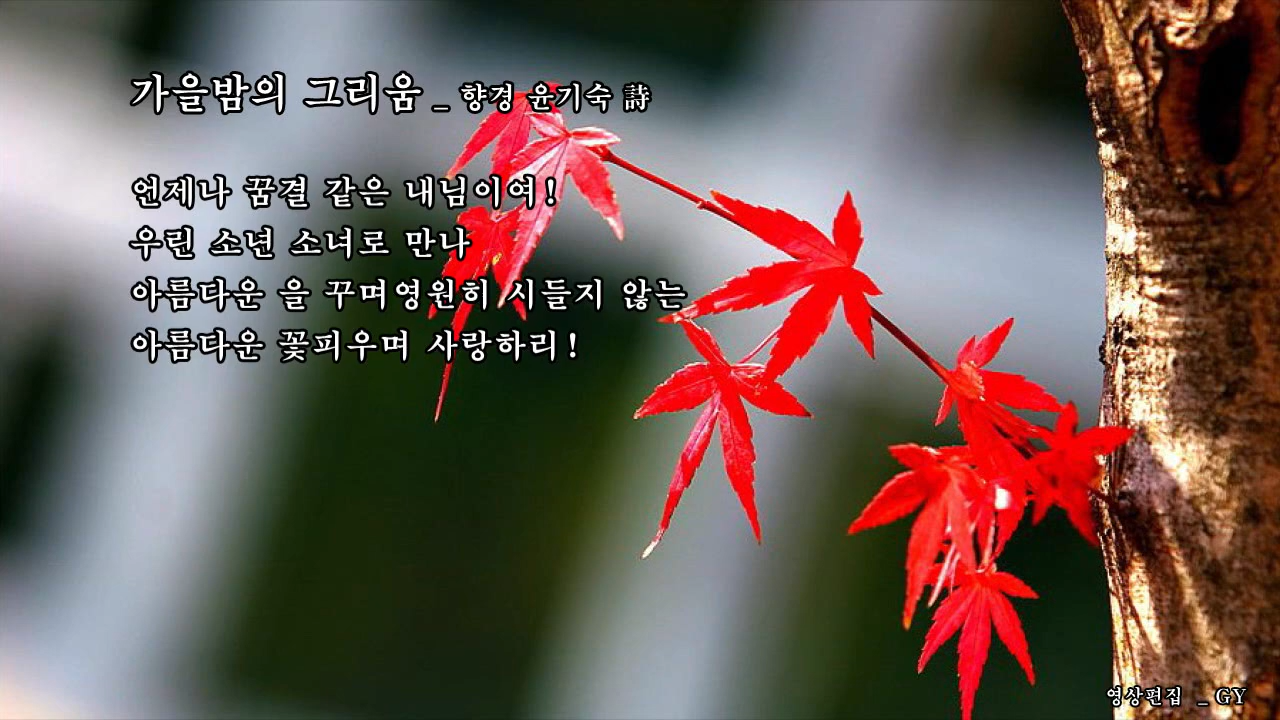 가을밤의 그리움 _ 향경 윤기숙 詩
언제나 꿈결 같은 내님이여!
우린 소년 소녀로 만나
아름다운 을 꾸며영원히 시들지 않는
아름다운 꽃피우며 사랑하리!
영상편집 _ GY